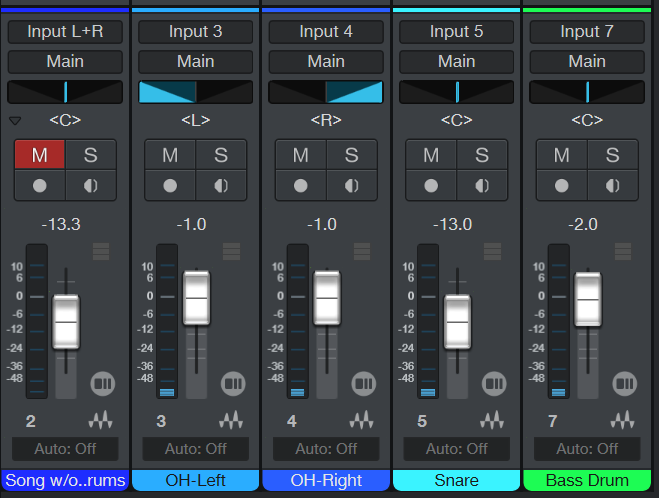 Input L+R
Main
<C>
M S
-13.3
10
6
0
-6
-12
-24
-36
-48
2
Auto: Off
Song w/o..rums
Input 3
Main
<L>
M S
-1.0
10
6
0
-6
-12
-24
-36
-48
3
Auto: Off
OH-Left
Input 4
Main
<R>
M S
-1.0
10
6
0
-6
-12
-24
-36
-48
4
Auto: Off
OH-Right
Input 5
Main
<C>
M S
-13.0
10
6
0
-6
-12
-24
-36
-48
5
Auto: Off
Snare
Input 7
Main
<C>
M S
-2.0
10
6
0
-6
-12
-24
-36
-48
7
Auto: Off
Bass Drum